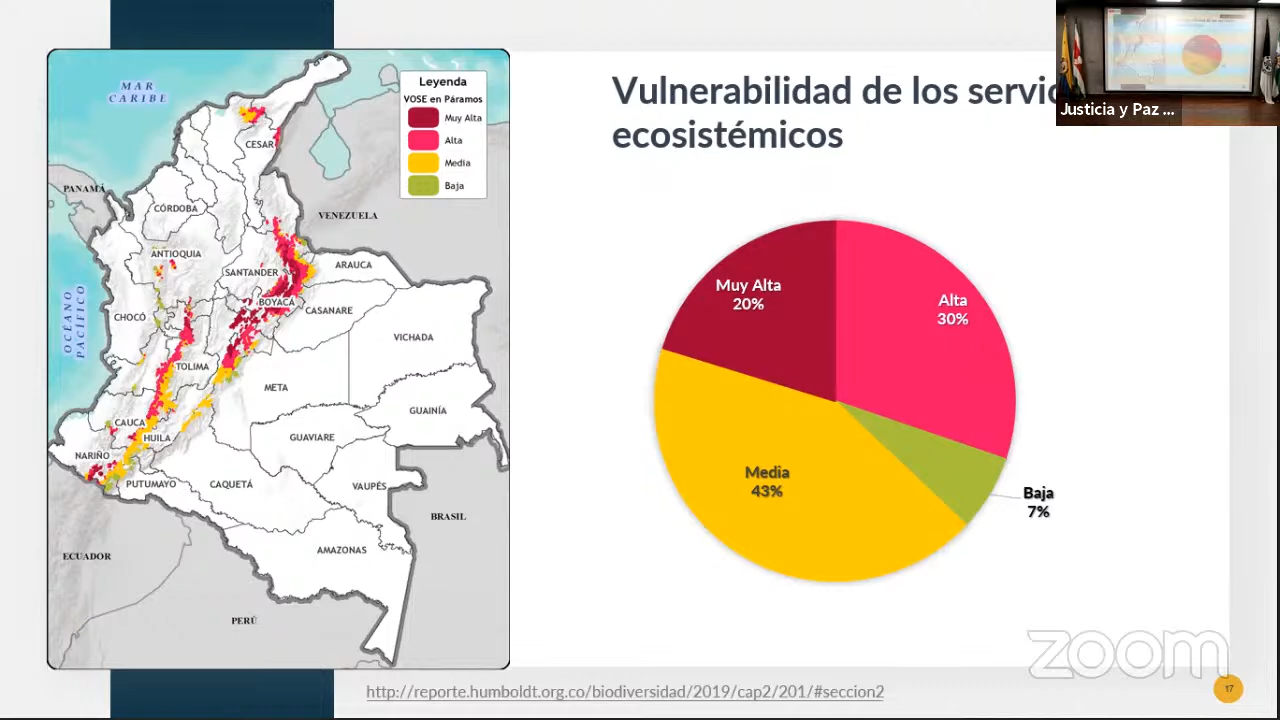 Vulnerabilidad de los servic
ecosistémicos
Justicia y Paz ...
Leyenda
VOSE en Páramos
Muy Alta
Alta
Media
Baja
MAR
CARIBE
CESAR
PANAMÁ
CÓRDOBA
VENEZUELA
ANTIOQUIA
SANTANDER
ARAUCA
BOYACÁ
CASANARE
CHOCÓ
OCÉANO
PACÍFICO
VICHADA
TOLIMA
META
GUAINÍA
CAUCA
HUILA
GUAVIARE
NARIÑO
PUTUMAYO
CAQUETÁ
VAUPÉS
BRASIL
ECUADOR
AMAZONAS
PERÚ
Muy Alta
20%
Alta
30%
Media
43%
Baja
7%
zoom
http://reporte.humboldt.org.co/biodiversidad/2019/cap2/201/#seccion2
17